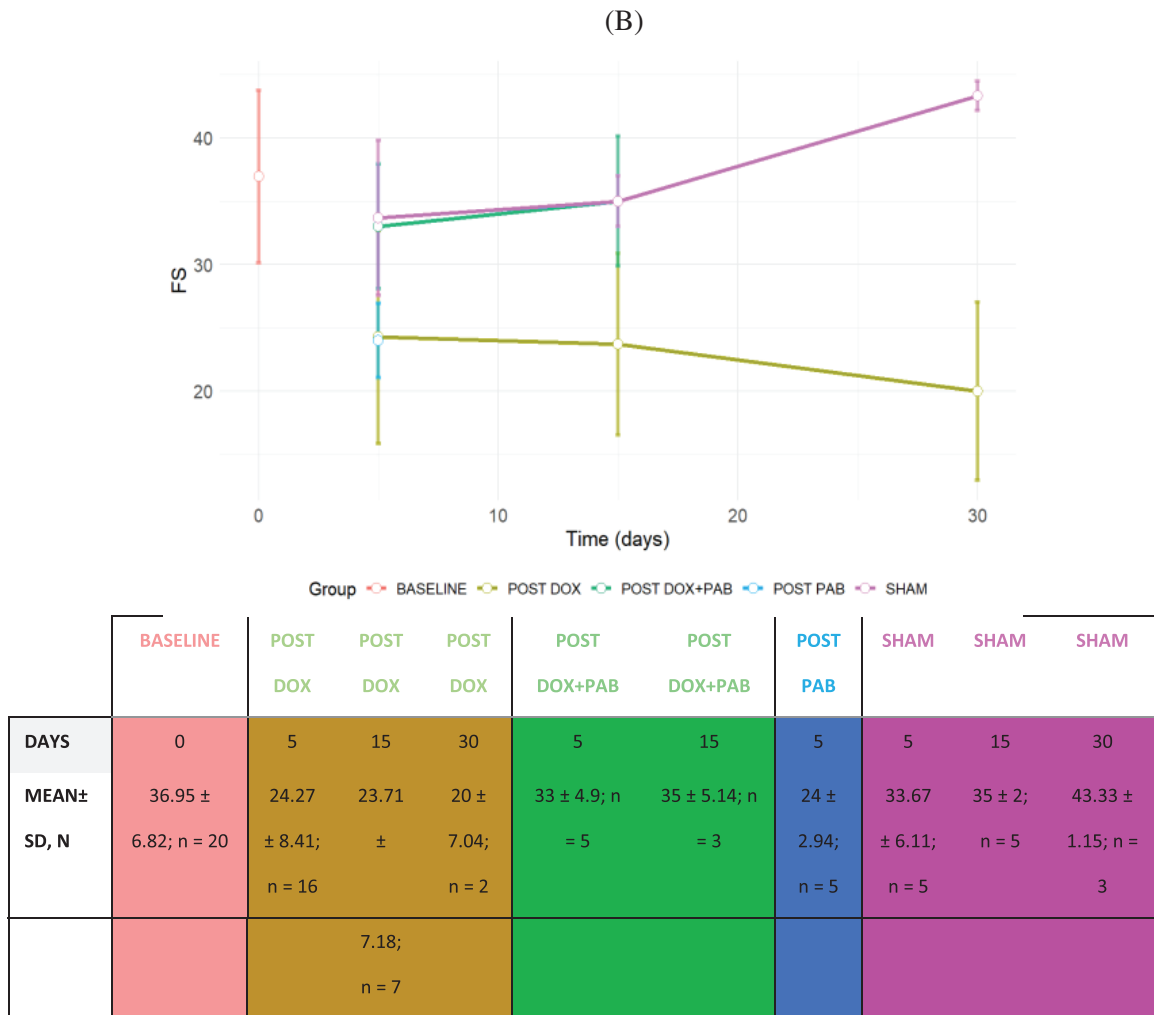 (B)
40
30
20
FS
0 10 20 30
Time (days)
Group BASELINE POST DOX POST DOX+PAB POST PAB SHAM
BASELINE POST POST POST POST POST POST SHAM SHAM SHAM
DOX DOX DOX DOX+PAB DOX+PAB PAB
DAYS 0 5 15 30 5 15 5 5 15 30
MEAN± 36.95 ± 24.27 23.71 20 ± 33 ± 4.9; n 35 ± 5.14; n 24 ± 33.67 35 ± 2; 43.33 ±
SD, N 6.82; n = 20 ± 8.41; ± 7.04; = 5 = 3 2.94; ± 6.11; n = 5 1.15; n =
n = 16 n = 2 n = 5 n = 5 3
7.18;
n = 7